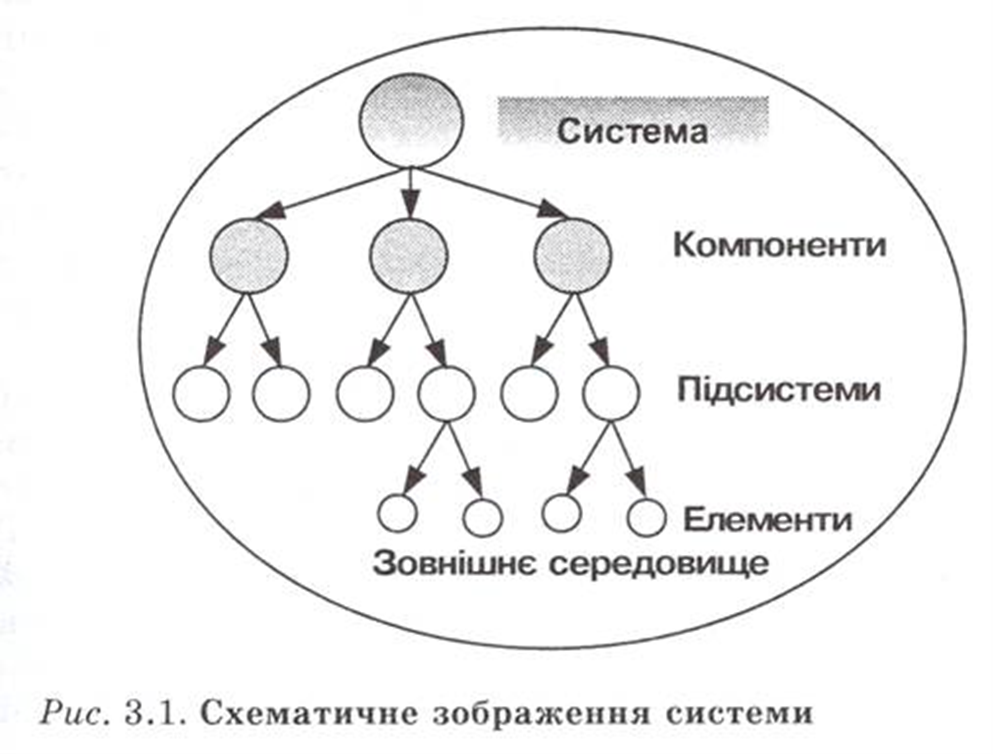 Система
Компоненти
Підсистеми
Елементи
Зовнішнє середовище
Рис. 3.1. Схематичне зображення системи